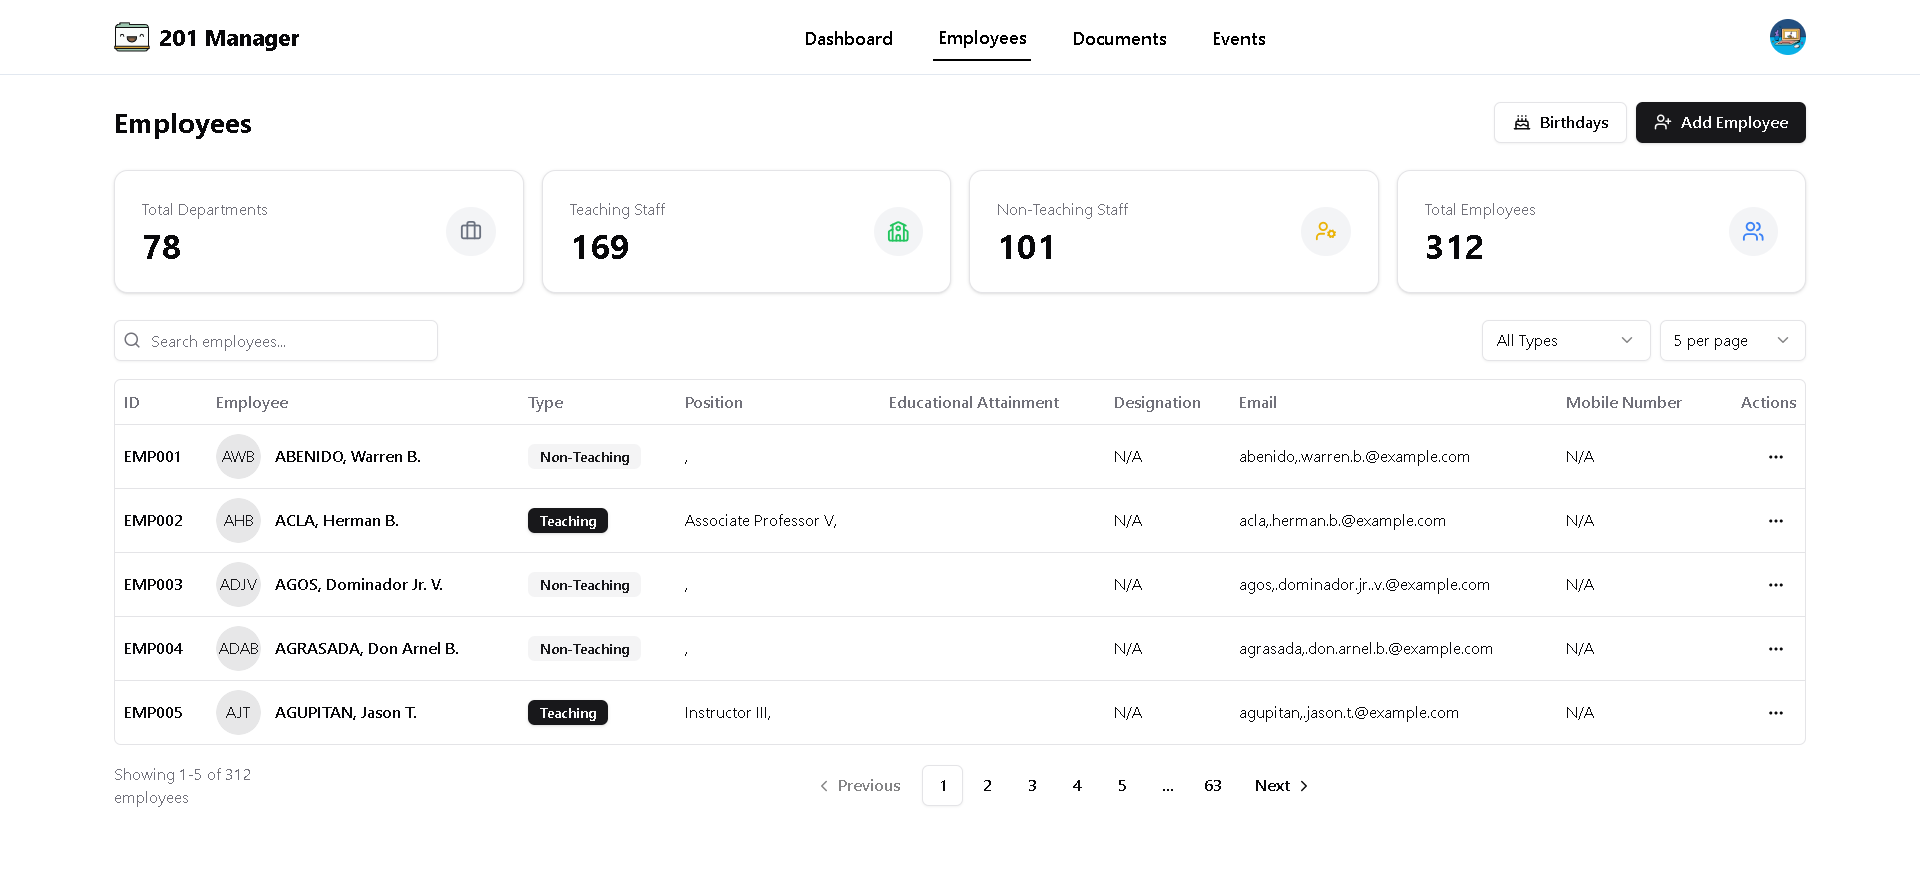 201 Manager
Dashboard Employees Documents Events
Employees
Birthdays Add Employee
Total Departments
78
Teaching Staff
169
Non-Teaching Staff
101
Total Employees
312
Search employees...
All Types 5 per page
ID Employee Type Position Educational Attainment Designation Email Mobile Number Actions
EMP001 AWB ABENIDO, Warren B. Non-Teaching , N/A abenido,.warren.b.@example.com N/A ...
EMP002 AHB ACLA, Herman B. Teaching Associate Professor V, N/A acla,.herman.b.@example.com N/A ...
EMP003 ADJV AGOS, Dominador Jr. V. Non-Teaching , N/A agos,.dominador.jr..v.@example.com N/A ...
EMP004 ADAB AGRASADA, Don Arnel B. Non-Teaching , N/A agrasada,.don.arnel.b.@example.com N/A ...
EMP005 AJT AGUPITAN, Jason T. Teaching Instructor III, N/A agupitan,.jason.t.@example.com N/A ...
Showing 1-5 of 312
employees
Previous 1 2 3 4 5 ... 63 Next